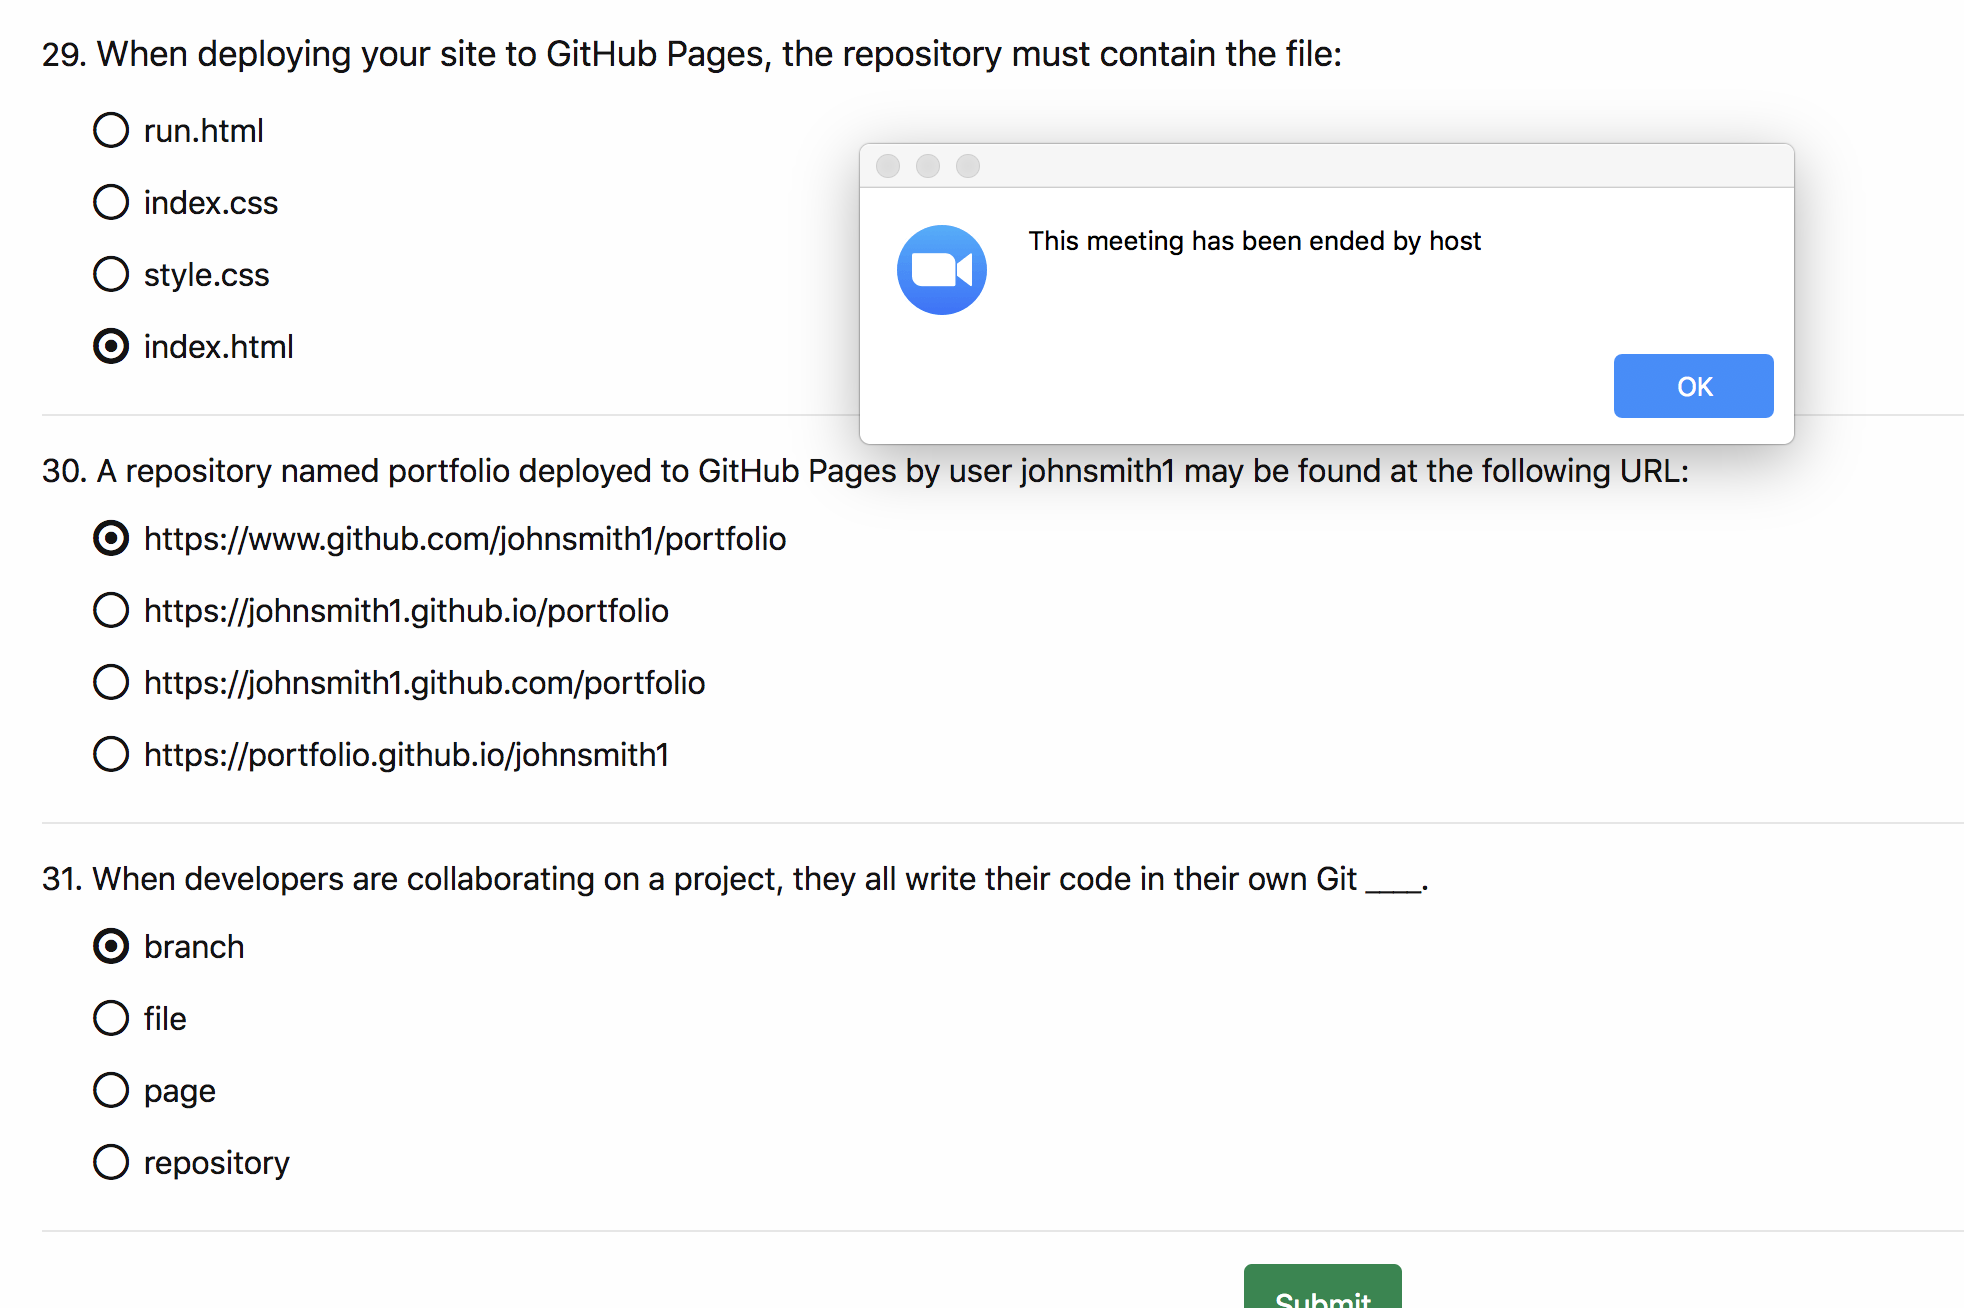 29. When deploying your site to GitHub Pages, the repository must contain the file:
run.html
index.css
style.css
index.html
This meeting has been ended by host
OK
30. A repository named portfolio deployed to GitHub Pages by user johnsmith1 may be found at the following URL:
https://www.github.com/johnsmith1/portfolio
https://johnsmith1.github.io/portfolio
https://johnsmith1.github.com/portfolio
https://portfolio.github.io/johnsmith1
31. When developers are collaborating on a project, they all write their code in their own Git ____.
branch
file
page
repository
Submit